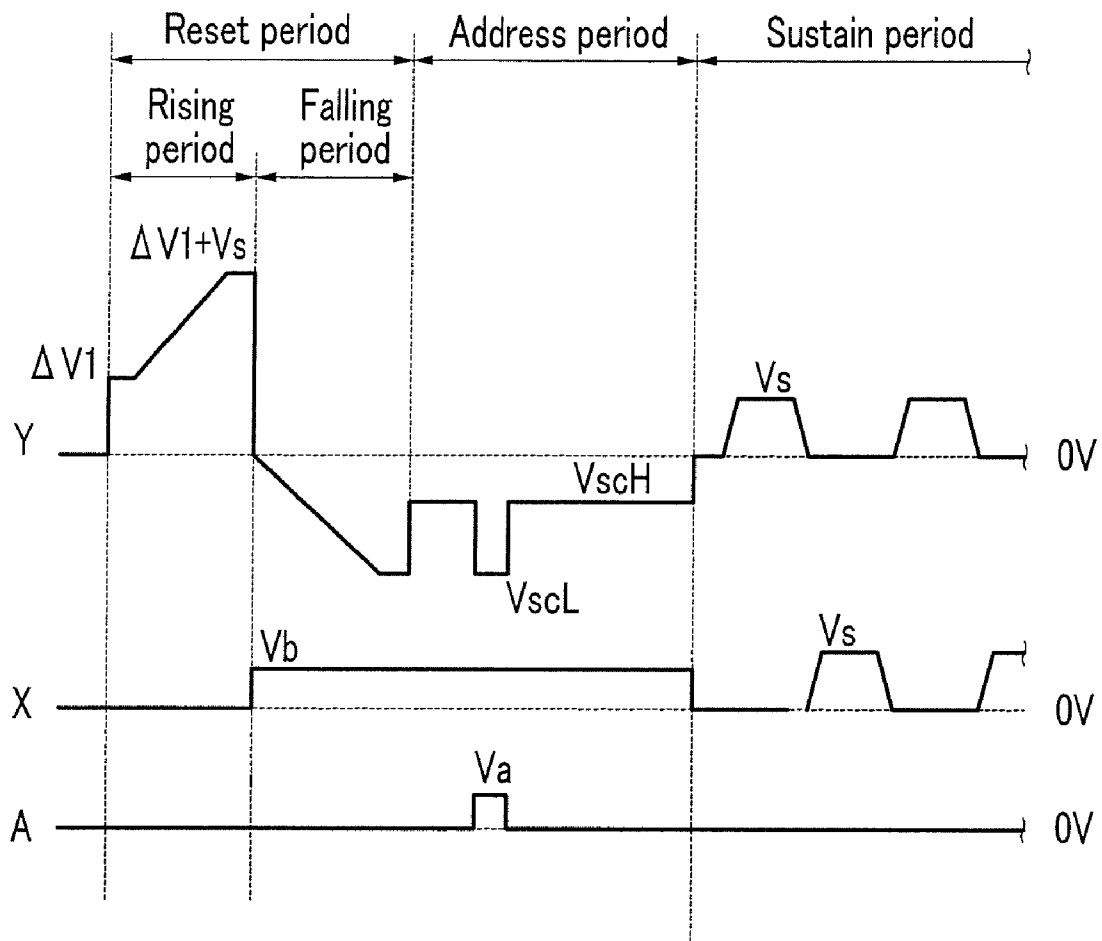 Reset period
Address period
Sustain period
Rising
period
Falling
period
ΔV1+Vs
ΔV1
Vs
Y
0V
VscH
VscL
Vb
Vs
X
0V
Va
A
0V